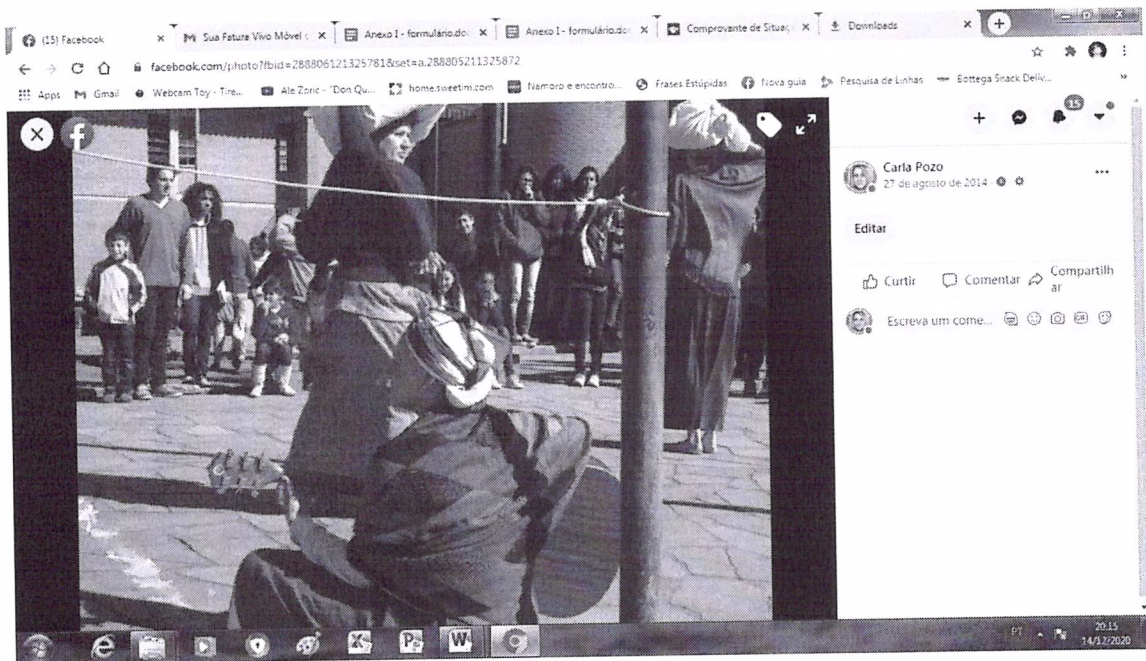 (15) Facebook
Sua Fatura Vivo Móvel
Anexo I - formulário.do
Anexo I - formulário.do
Comprovante de Situaç
Downloads
facebook.com/photo?fbid=288806121325781&set=a.288805211325872
Apps
Gmail
Webcam Toy - Tire...
Ale Zoric - "Don Qu...
home.sweetim.com
Namoro e encontro...
Frases Estúpidas
Nova guia
Pesquisa de Linhas
Bottega Snack Deliv...
15
Carla Pozo
27 de agosto de 2014
Editar
Curtir
Comentar
Compartilh
ar
Escreva um come...
GIF
PT
20:15
14/12/2020